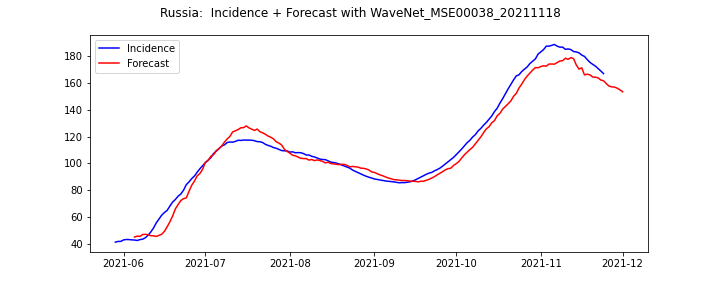 Russia:  Incidence + Forecast with WaveNet_MSE00038_20211118
Incidence
Forecast
180
160
140
120
100
80
60
40
2021-06 2021-07 2021-08 2021-09 2021-10 2021-11 2021-12